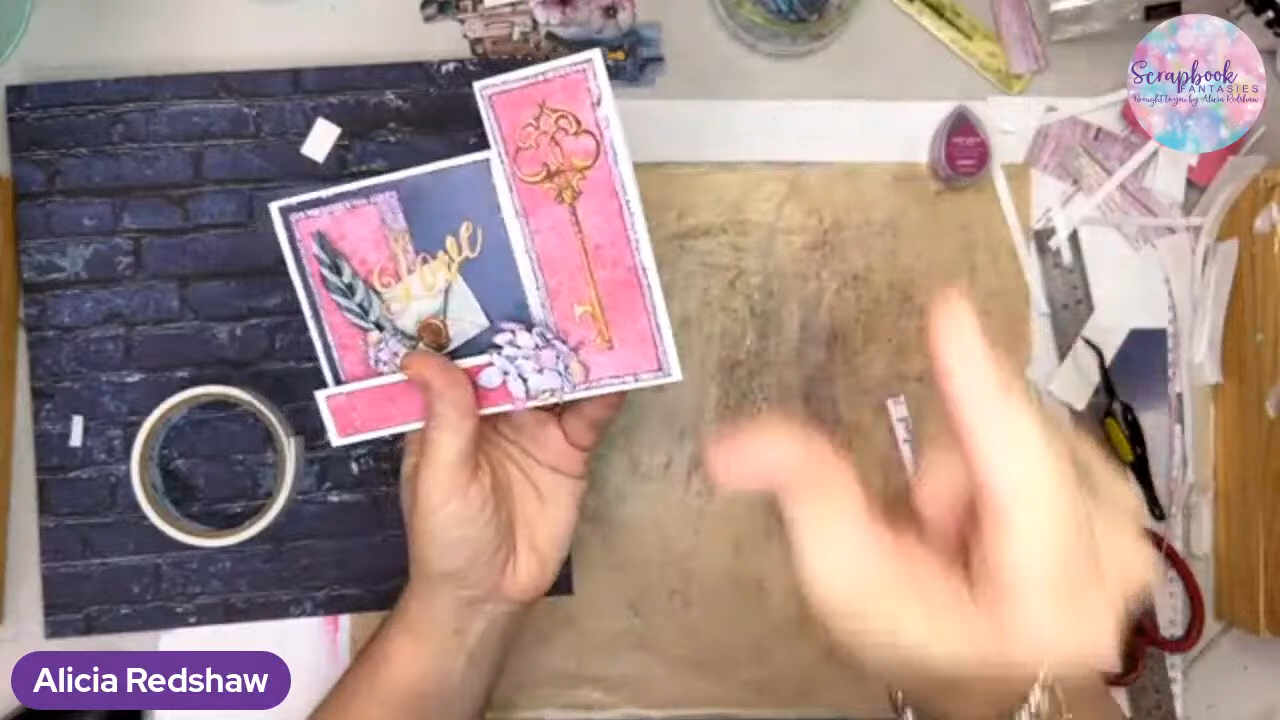 Scrapbook
FANTASIES
Brought to you by Alicia Redshaw
Love
Alicia Redshaw